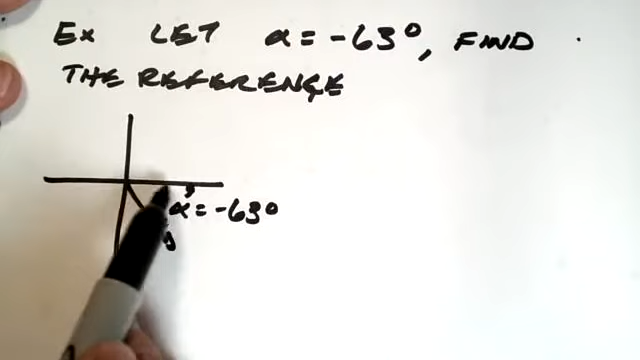 Ex LET α = -63°, FIND
THE REFERENCE
α = -63°